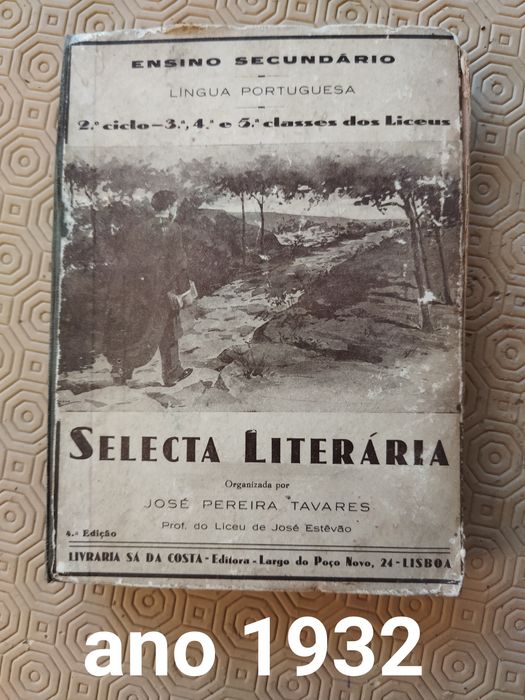 ENSINO SECUNDÁRIO
LÍNGUA PORTUGUESA
2.º ciclo-3.ª, 4.ª e 5.ª classes dos Liceus
SELECTA LITERÁRIA
Organizada por
JOSÉ PEREIRA TAVARES
Prof. do Liceu de José Estêvão
4.ª Edição
LIVRARIA SÁ DA COSTA-Editora-Largo do Poço Novo, 24-LISBOA
ano 1932